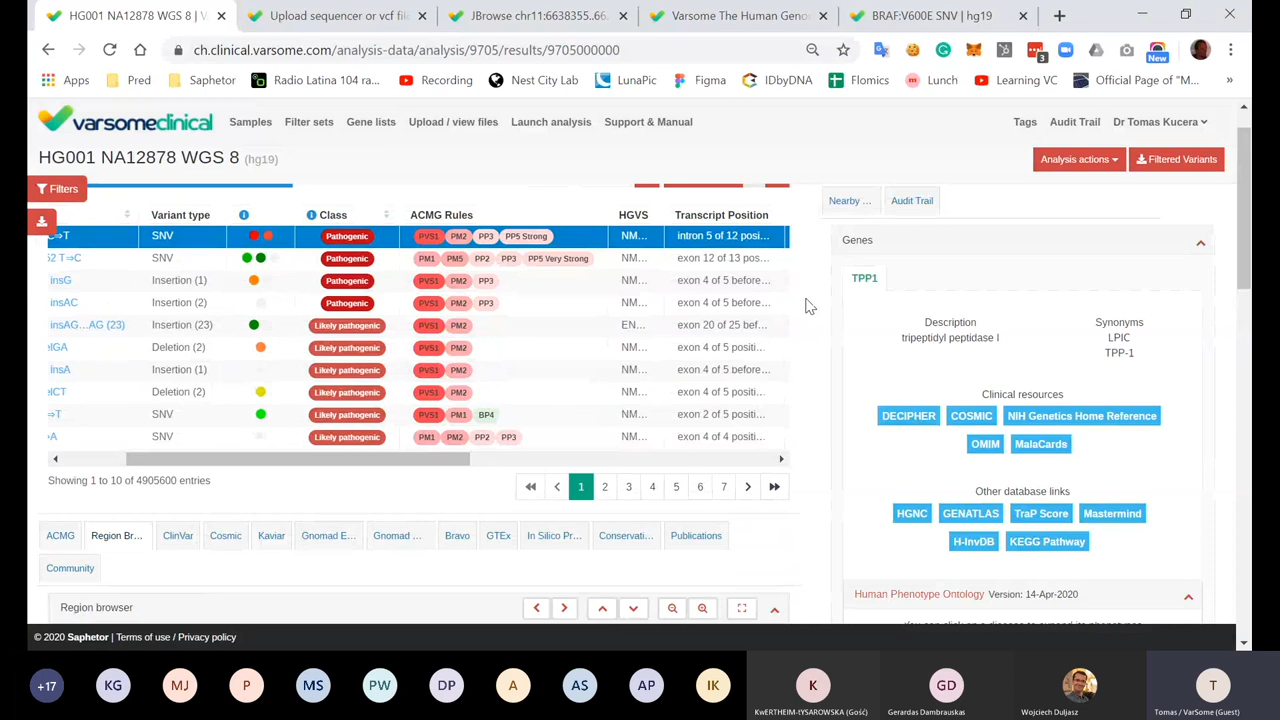 HG001 NA12878 WGS 8 | V
Upload sequencer or vcf file
JBrowse chr11:6638355..66
Varsome The Human Geno
BRAF:V600E SNV | hg19
ch.clinical.varsome.com/analysis-data/analysis/9705/results/9705000000
3
New
Apps
Pred
Saphetor
Radio Latina 104 ra...
Recording
Nest City Lab
LunaPic
Figma
IDbyDNA
Flomics
Lunch
Learning VC
Official Page of "M...
»
varsomeclinical
Samples
Filter sets
Gene lists
Upload / view files
Launch analysis
Support & Manual
Tags
Audit Trail
Dr Tomas Kucera
HG001 NA12878 WGS 8 (hg19)
Analysis actions
Filtered Variants
Filters
Nearby ...
Audit Trail
Variant type
Class
ACMG Rules
HGVS
Transcript Position
⇒T SNV Pathogenic PVS1 PM2 PP3 PP5 Strong NM... intron 5 of 12 posi...
52 T⇒C SNV Pathogenic PM1 PM5 PP2 PP3 PP5 Very Strong NM... exon 12 of 13 pos...
insG Insertion (1) Pathogenic PVS1 PM2 PP3 NM... exon 4 of 5 before...
insAC Insertion (2) Pathogenic PVS1 PM2 PP3 NM... exon 4 of 5 before...
insAG...AG (23) Insertion (23) Likely pathogenic PVS1 PM2 EN... exon 20 of 25 bef...
elGA Deletion (2) Likely pathogenic PVS1 PM2 NM... exon 4 of 5 positi...
insA Insertion (1) Likely pathogenic PVS1 PM2 NM... exon 4 of 5 before...
elCT Deletion (2) Likely pathogenic PVS1 PM2 NM... exon 4 of 5 positi...
⇒T SNV Likely pathogenic PVS1 PM1 BP4 NM... exon 2 of 5 positi...
⇒A SNV Likely pathogenic PM1 PM2 PP2 PP3 NM... exon 4 of 4 positi...
Showing 1 to 10 of 4905600 entries
1 2 3 4 5 6 7
ACMG
Region Br...
ClinVar
Cosmic
Kaviar
Gnomad E...
Gnomad ...
Bravo
GTEx
In Silico Pr...
Conservati...
Publications
Community
Region browser
Genes
TPP1
Description
tripeptidyl peptidase I
Synonyms
LPIC
TPP-1
Clinical resources
DECIPHER COSMIC NIH Genetics Home Reference
OMIM MalaCards
Other database links
HGNC GENATLAS TraP Score Mastermind
H-InvDB KEGG Pathway
Human Phenotype Ontology Version: 14-Apr-2020
© 2020 Saphetor | Terms of use / Privacy policy
+17
KG
MJ
P
MS
PW
DP
A
AS
AP
IK
K
KwERTHEIM-tYSAROWSKA (Gość)
GD
Gerardas Dambrauskas
Wojciech Duljasz
T
Tomas / VarSome (Guest)